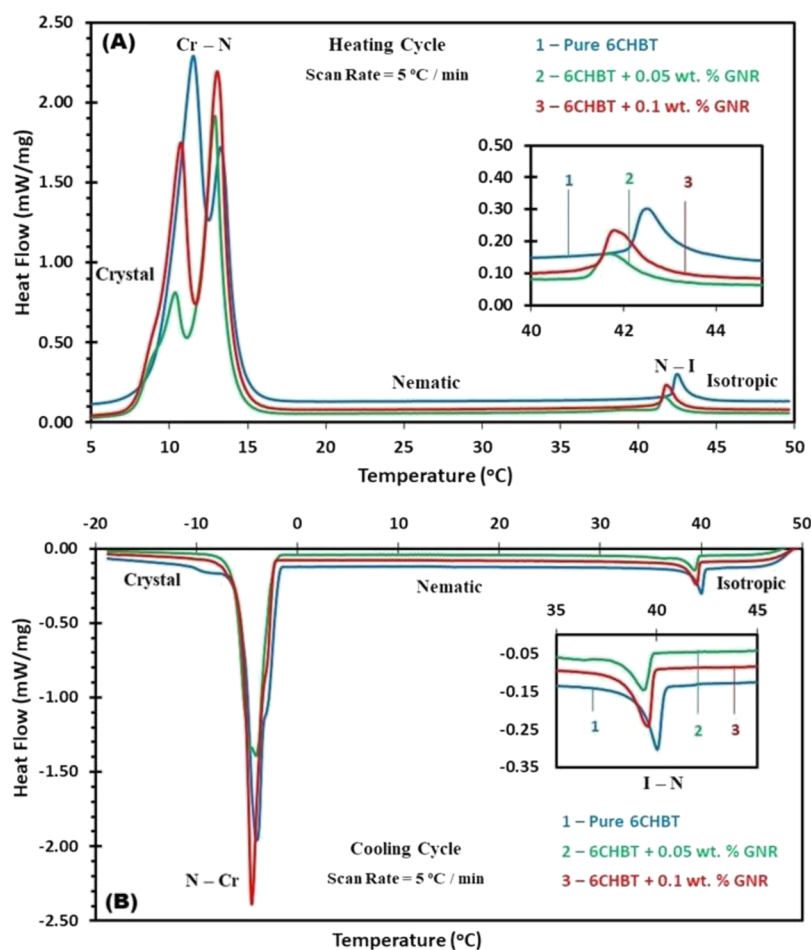 (A)
Cr – N
Heating Cycle
Scan Rate = 5 ºC / min
1 – Pure 6CHBT
2 – 6CHBT + 0.05 wt. % GNR
3 – 6CHBT + 0.1 wt. % GNR
Heat Flow (mW/mg)
2.50
2.00
1.50
1.00
0.50
0.00
Crystal
Nematic
N – I
Isotropic
0.50
0.40
0.30
0.20
0.10
0.00
1
2
3
40 42 44
5 10 15 20 25 30 35 40 45 50
Temperature (ºC)
-20 -10 0 10 20 30 40 50
0.00
-0.50
-1.00
-1.50
-2.00
-2.50
Heat Flow (mW/mg)
Crystal
Nematic
Isotropic
35 40 45
-0.05
-0.15
-0.25
-0.35
1
2
3
I – N
1 – Pure 6CHBT
2 – 6CHBT + 0.05 wt. % GNR
3 – 6CHBT + 0.1 wt. % GNR
N – Cr
Cooling Cycle
Scan Rate = 5 ºC / min
(B)
Temperature (ºC)